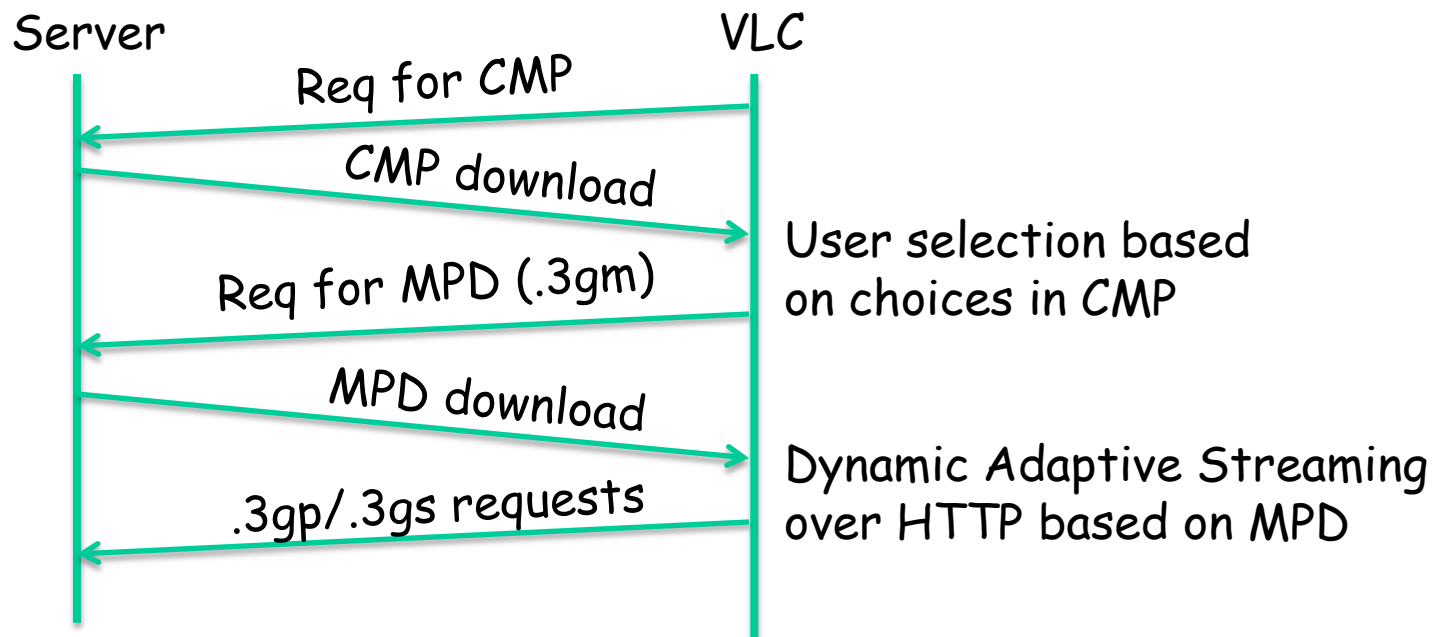 Server
VLC
Req for CMP
CMP download
User selection based
on choices in CMP
Req for MPD (.3gm)
MPD download
Dynamic Adaptive Streaming
over HTTP based on MPD
.3gp/.3gs requests